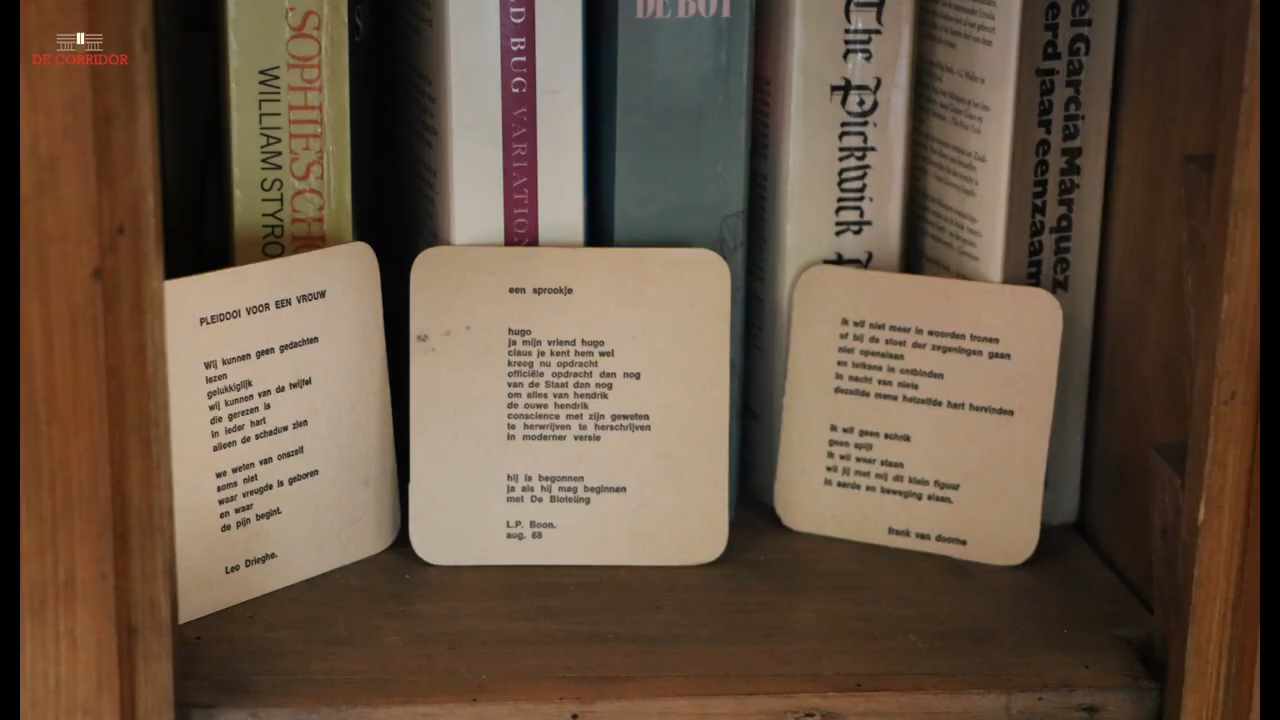 DE CORRIDOR
SOPHIE'S CH
WILLIAM STYRO
LD BUG VARIATION
DE BOT
The Pickwick P
el Garcia Márquez
erd jaar eenzaam
PLEIDOOI VOOR EEN VROUW
Wij kunnen geen gedachten
lezen
gelukkiglijk
wij kunnen van de twijfel
die gerezen is
in ieder hart
alleen de schaduw zien
we weten van onszelf
soms niet
waar vreugde is geboren
en waar
de pijn begint.
Leo Drieghe.
een sprookje
hugo
ja mijn vriend hugo
claus je kent hem wel
kreeg nu opdracht
officiële opdracht dan nog
van de Staat dan nog
om alles van hendrik
de ouwe hendrik
conscience met zijn geweten
te herwrijven te herschrijven
in moderner versie
hij is begonnen
ja als hij mag beginnen
met De Bloteling
L.P. Boon.
aug. 68
Ik wil niet meer in woorden tronen
of bij de stoet der zegeningen gaan
niet openslaan
en telkens in ontbinden
in nacht van niets
dezelfde mens hetzelfde hart hervinden
Ik wil geen schrik
geen spijt
Ik wil weer staan
wil jij met mij dit klein figuur
in aarde en beweging slaan.
frank van doorne